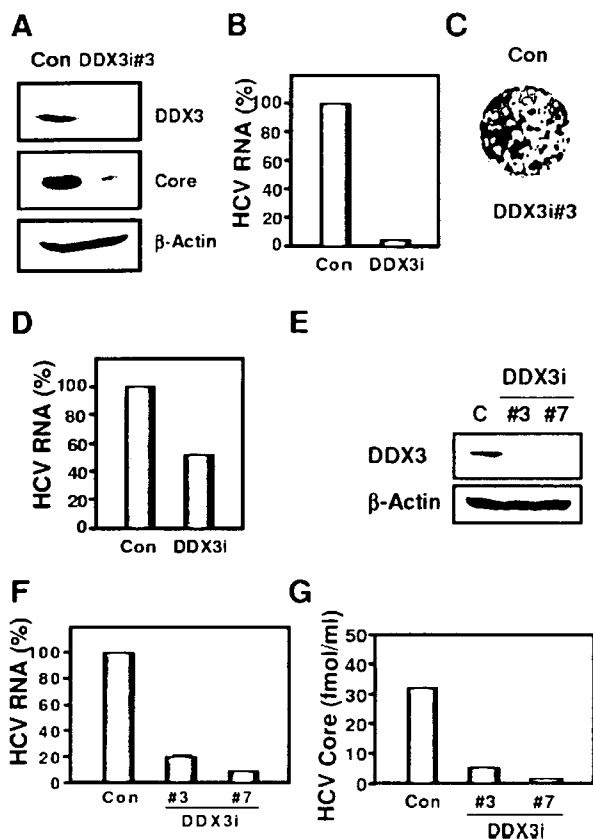 A
Con DDX3i#3
DDX3
Core
β-Actin
B
HCV RNA (%)
100
80
60
40
20
0
Con DDX3i
C
Con
DDX3i#3
D
HCV RNA (%)
100
80
60
40
20
0
Con DDX3i
E
DDX3i
C #3 #7
DDX3
β-Actin
F
HCV RNA (%)
100
80
60
40
20
0
Con #3 #7
DDX3i
G
HCV Core (fmol/ml)
50
40
30
20
10
0
Con #3 #7
DDX3i